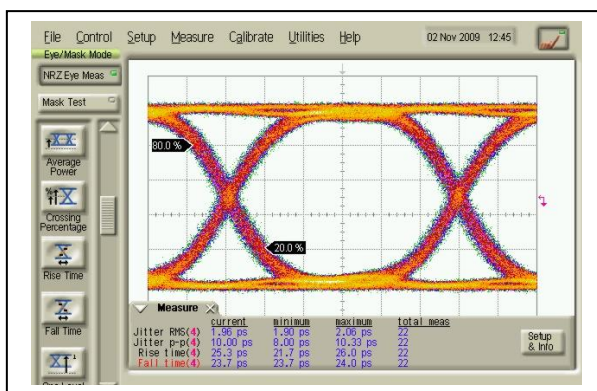 File Control Setup Measure Calibrate Utilities Help 02 Nov 2009 12:45
Eye/Mask Mode
NRZ Eye Meas
Mask Test
Average
Power
Crossing
Percentage
Rise Time
Fall Time
80.0 %
20.0 %
Measure
current minimum maximum total meas
Jitter RMS(4) 1.96 ps 1.90 ps 2.06 ps 22
Jitter p-p(4) 10.00 ps 8.00 ps 10.33 ps 22
Rise time(4) 25.3 ps 21.7 ps 26.0 ps 22
Fall time(4) 23.7 ps 23.7 ps 24.0 ps 22
Setup
& Info